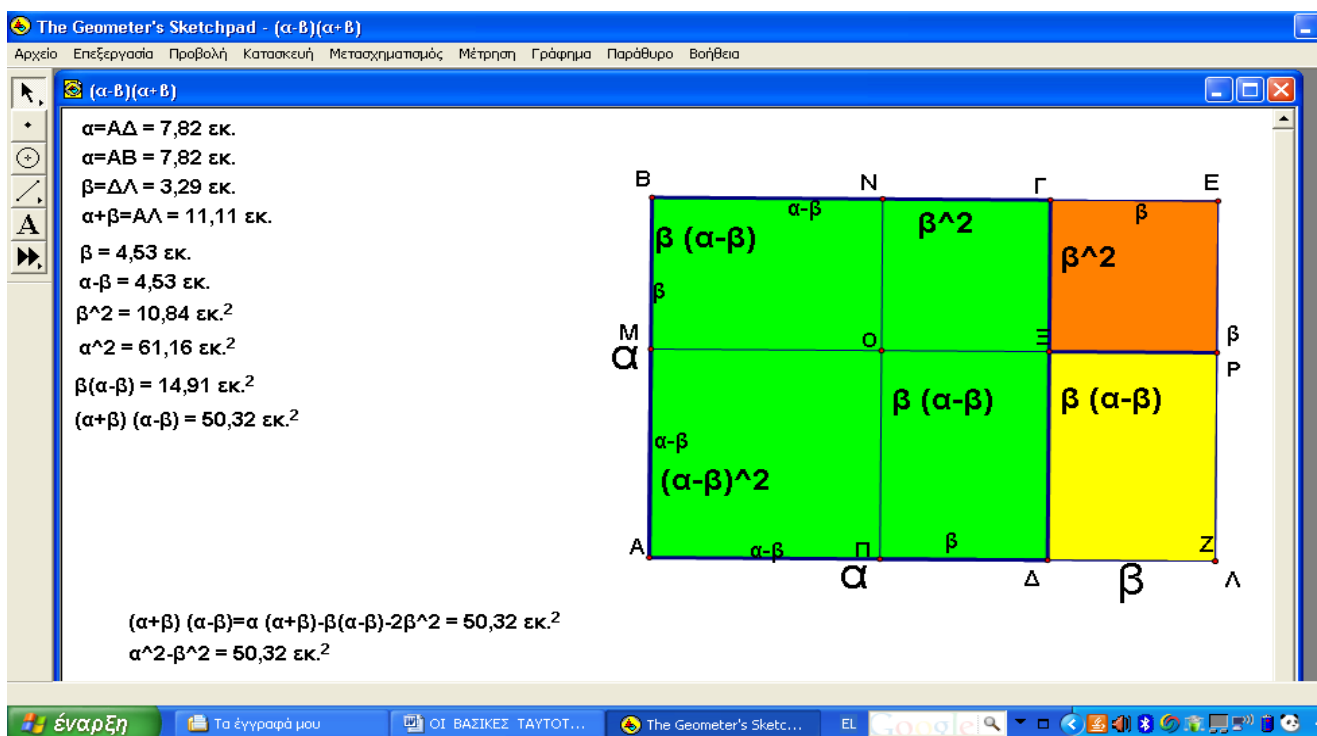 The Geometer's Sketchpad - (α-β)(α+β)
Αρχείο Επεξεργασία Προβολή Κατασκευή Μετασχηματισμός Μέτρηση Γράφημα Παράθυρο Βοήθεια
(α-β)(α+β)
A
α=ΑΔ = 7,82 εκ.
α=ΑΒ = 7,82 εκ.
β=ΔΛ = 3,29 εκ.
α+β=ΑΛ = 11,11 εκ.
β = 4,53 εκ.
α-β = 4,53 εκ.
β^2 = 10,84 εκ.²
α^2 = 61,16 εκ.²
β(α-β) = 14,91 εκ.²
(α+β) (α-β) = 50,32 εκ.²
Β Ν Γ Ε
α-β β
β (α-β) β^2 β^2
β
Μ Ο Ξ β
α Ρ
β (α-β) β (α-β)
α-β
(α-β)^2
Α α-β Π β Ζ
α Δ β Λ
(α+β) (α-β)=α (α+β)-β(α-β)-2β^2 = 50,32 εκ.²
α^2-β^2 = 50,32 εκ.²
έναρξη Τα έγγραφά μου ΟΙ ΒΑΣΙΚΕΣ ΤΑΥΤΟΤ... The Geometer's Sketc... EL Google